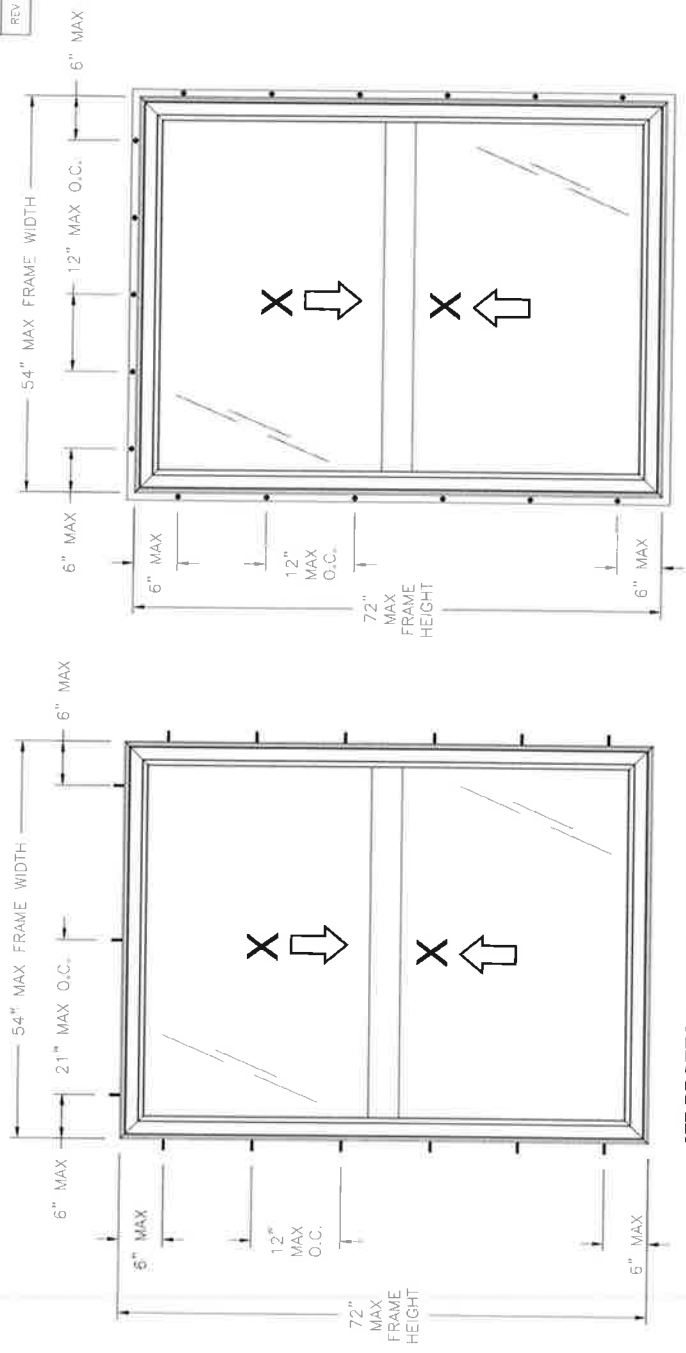 REV
54" MAX FRAME WIDTH
6" MAX
21" MAX O.C.
6" MAX
6" MAX
12"
MAX
O.C.
72"
MAX
FRAME
HEIGHT
6" MAX
X
X
54" MAX FRAME WIDTH
6" MAX
12" MAX O.C.
6" MAX
6" MAX
12"
MAX
O.C.
72"
MAX
FRAME
HEIGHT
6" MAX
X
X